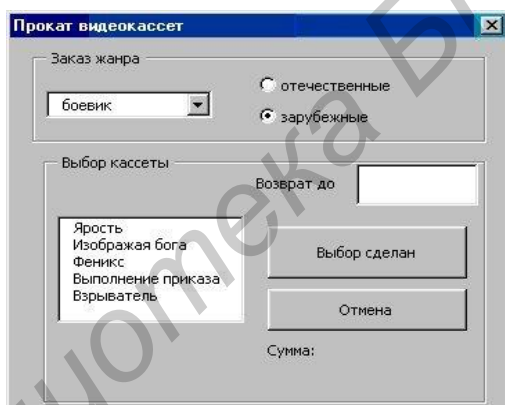 Прокат видеокассет
Заказ жанра
боевик
отечественные
зарубежные
Выбор кассеты
Возврат до
Ярость
Изображая бога
Феникс
Выполнение приказа
Взрыватель
Выбор сделан
Отмена
Сумма: